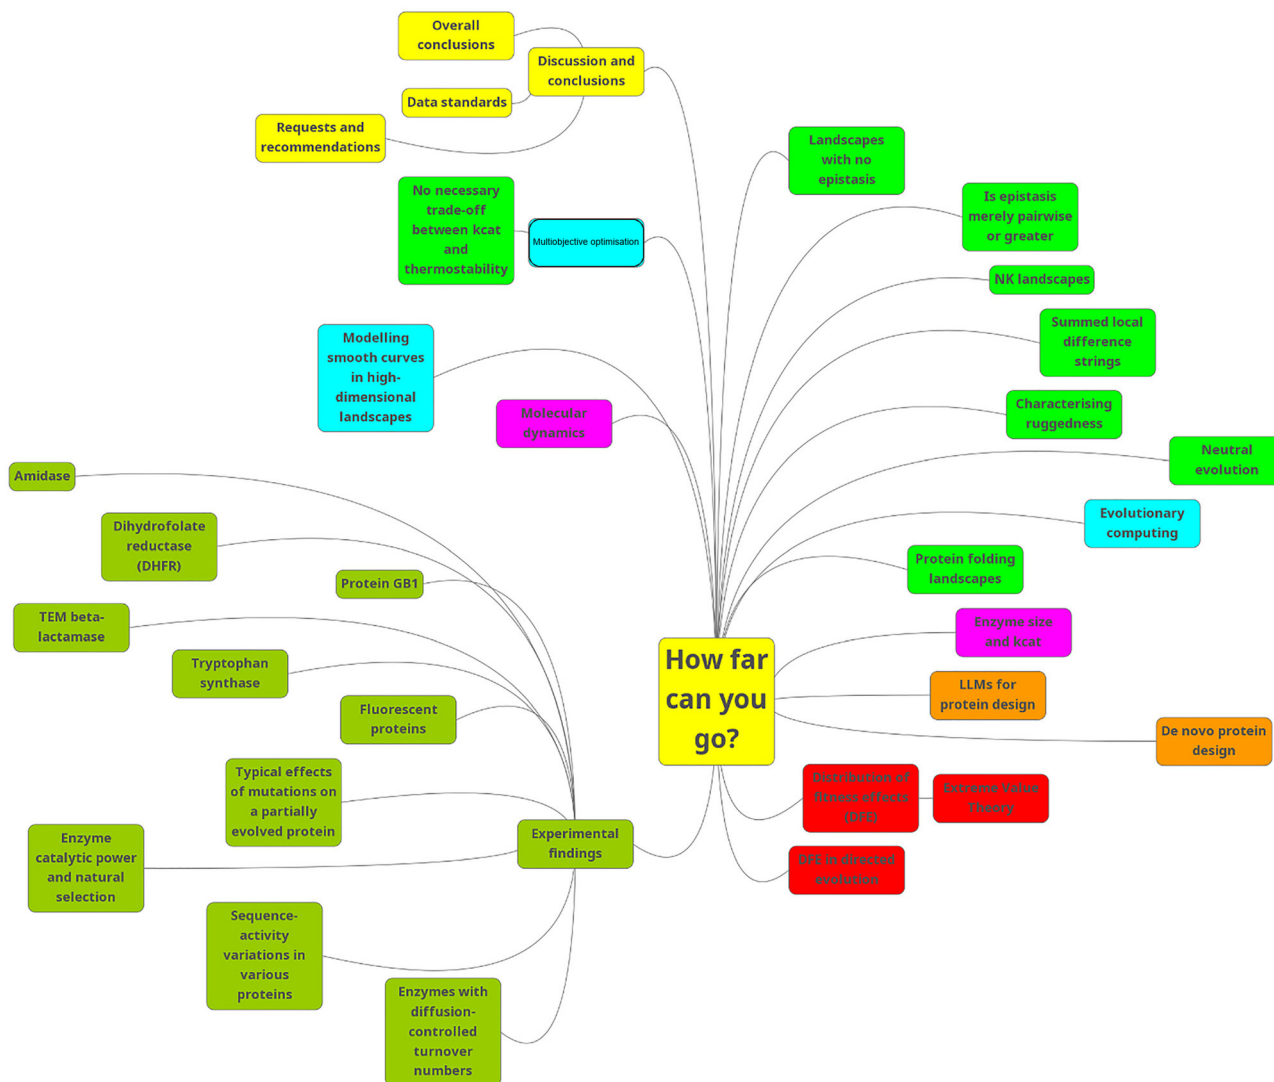 Overall
conclusions
Discussion and
conclusions
Data standards
Requests and
recommendations
No necessary
trade-off
between kcat
and
thermostability
Multiobjective optimisation
Modelling
smooth curves
in high-
dimensional
landscapes
Molecular
dynamics
Landscapes
with no
epistasis
Is epistasis
merely pairwise
or greater
NK landscapes
Summed local
difference
strings
Characterising
ruggedness
Neutral
evolution
Evolutionary
computing
Protein folding
landscapes
Enzyme size
and kcat
LLMs for
protein design
De novo protein
design
How far
can you
go?
Distribution of
fitness effects
(DFE)
Extreme Value
Theory
DFE in directed
evolution
Amidase
Dihydrofolate
reductase
(DHFR)
Protein GB1
TEM beta-
lactamase
Tryptophan
synthase
Fluorescent
proteins
Typical effects
of mutations on
a partially
evolved protein
Experimental
findings
Enzyme
catalytic power
and natural
selection
Sequence-
activity
variations in
various
proteins
Enzymes with
diffusion-
controlled
turnover
numbers